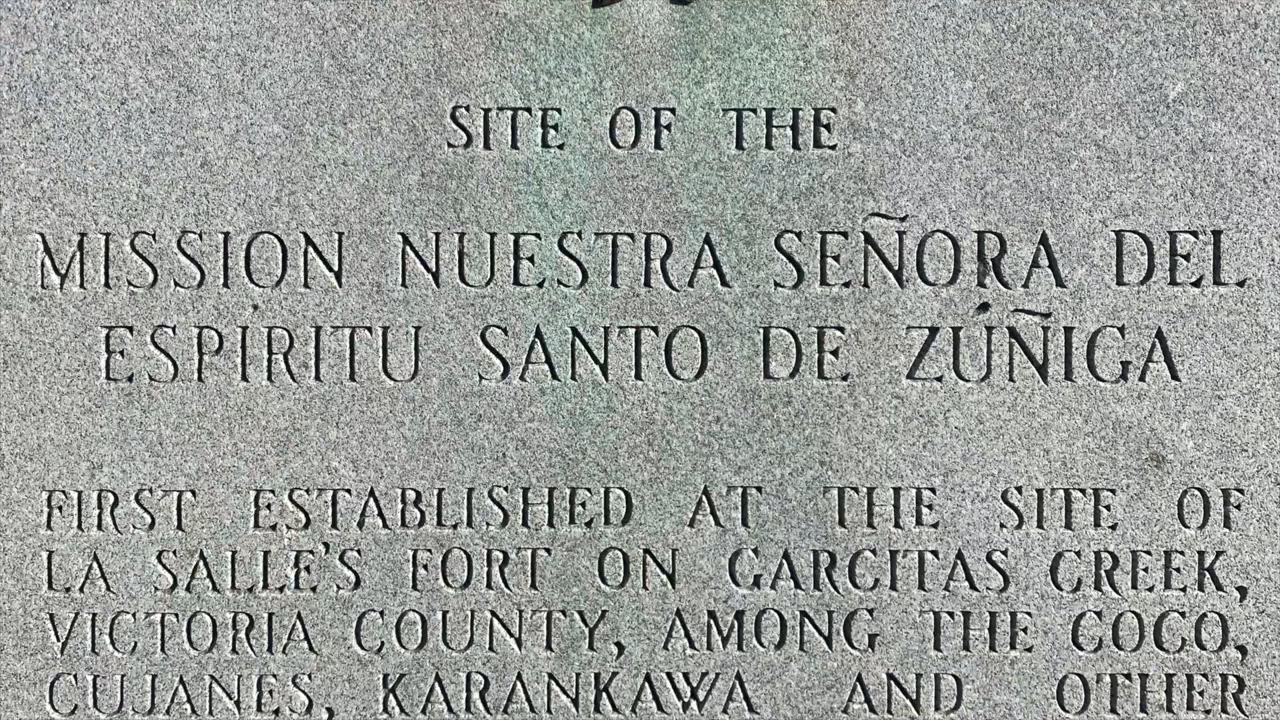 SITE OF THE
MISSION NUESTRA SEÑORA DEL
ESPIRITU SANTO DE ZÚÑIGA
FIRST ESTABLISHED AT THE SITE OF
LA SALLE'S FORT ON GARCITAS CREEK,
VICTORIA COUNTY, AMONG THE COCO,
CUJANES, KARANKAWA AND OTHER